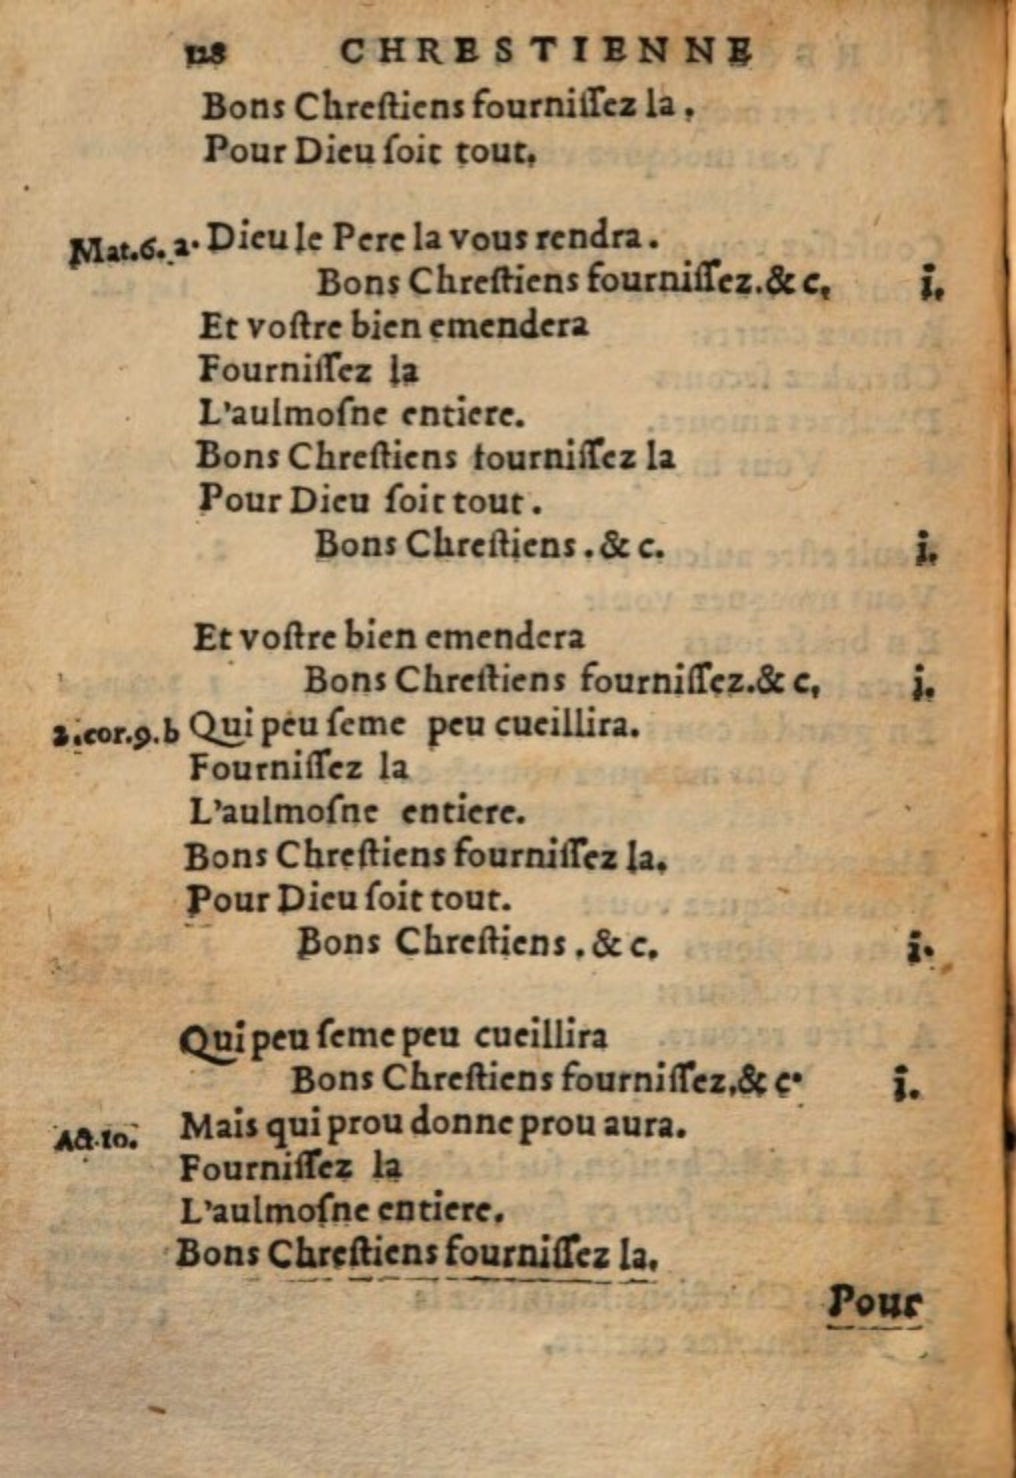 128 CHRESTIENNE
Bons Chreſtiens fourniſſez la.
Pour Dieu ſoit tout.
Mat.6. a. Dieu le Pere la vous rendra.
Bons Chreſtiens fourniſſez.& c, i.
Et voſtre bien emendera
Fourniſſez la
L'aulmoſne entiere.
Bons Chreſtiens fourniſſez la
Pour Dieu ſoit tout.
Bons Chreſtiens.& c. i.
Et voſtre bien emendera
Bons Chreſtiens fourniſſez.& c, i.
2.cor.9.b Qui peu ſeme peu cueillira.
Fourniſſez la
L'aulmoſne entiere.
Bons Chreſtiens fourniſſez la.
Pour Dieu ſoit tout.
Bons Chreſtiens.& c. i.
Qui peu ſeme peu cueillira
Bons Chreſtiens fourniſſez,& c. i.
Act.10. Mais qui prou donne prou aura.
Fourniſſez la
L'aulmoſne entiere.
Bons Chreſtiens fourniſſez la.
Pour